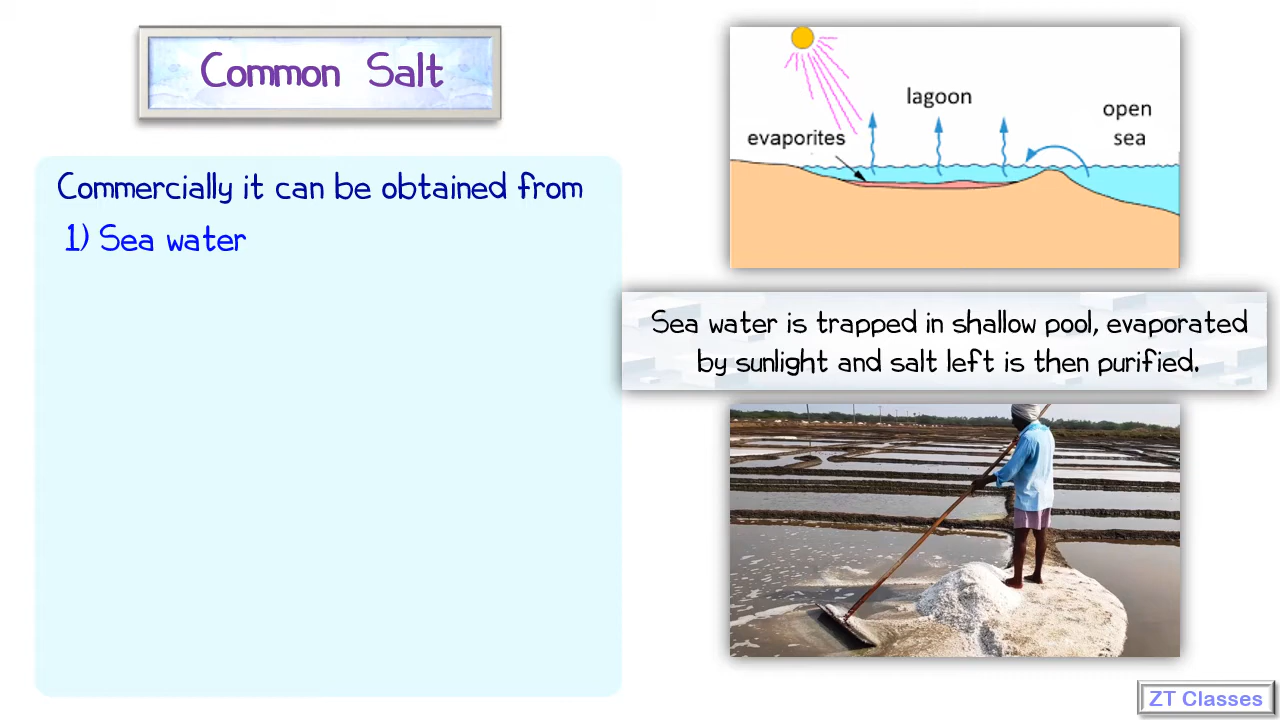 Common Salt
Commercially it can be obtained from
1) Sea water
lagoon
open
sea
evaporites
Sea water is trapped in shallow pool, evaporated
by sunlight and salt left is then purified.
ZT Classes